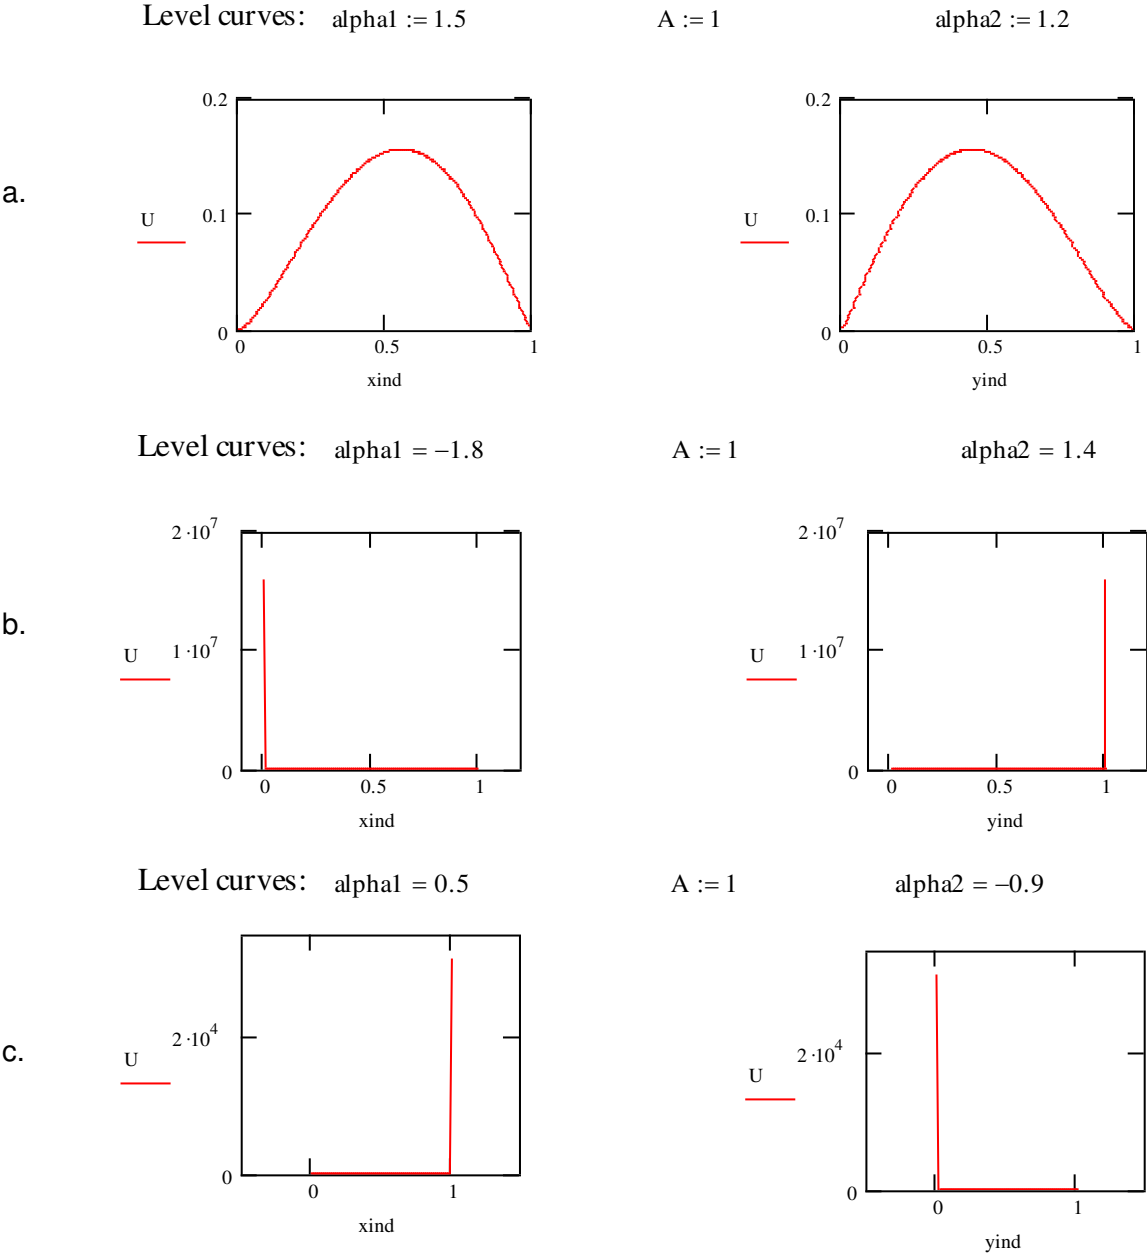 Level curves: alpha1 := 1.5 A := 1 alpha2 := 1.2
a.
0.2
0.1
0
U
0 0.5 1
xind
0.2
0.1
0
U
0 0.5 1
yind
Level curves: alpha1 = −1.8 A := 1 alpha2 = 1.4
b.
2·10^7
1·10^7
0
U
0 0.5 1
xind
2·10^7
1·10^7
0
U
0 0.5 1
yind
Level curves: alpha1 = 0.5 A := 1 alpha2 = −0.9
c.
2·10^4
0
U
0 1
xind
2·10^4
0
U
0 1
yind